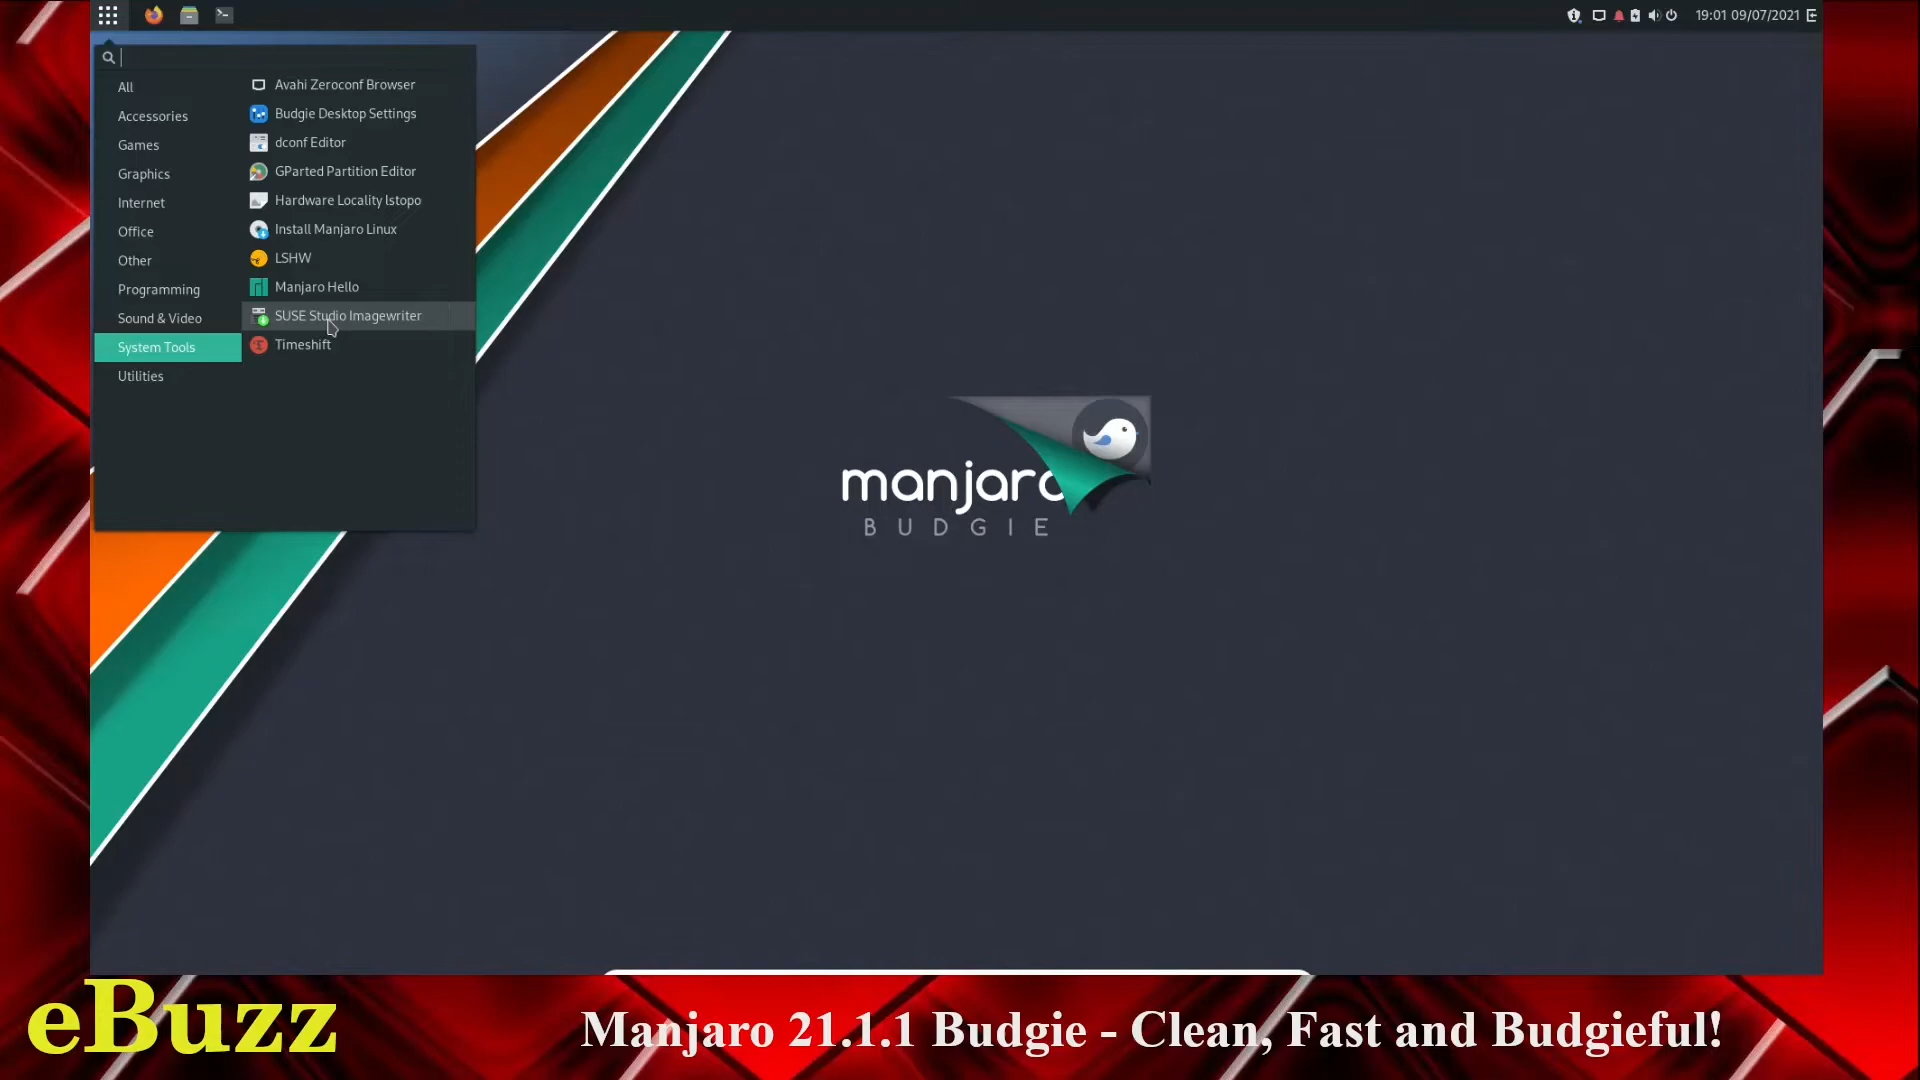 19:01 09/07/2021
All
Accessories
Games
Graphics
Internet
Office
Other
Programming
Sound & Video
System Tools
Utilities
Avahi Zeroconf Browser
Budgie Desktop Settings
dconf Editor
GParted Partition Editor
Hardware Locality lstopo
Install Manjaro Linux
LSHW
Manjaro Hello
SUSE Studio Imagewriter
Timeshift
manjaro
BUDGIE
eBuzz
Manjaro 21.1.1 Budgie - Clean, Fast and Budgieful!